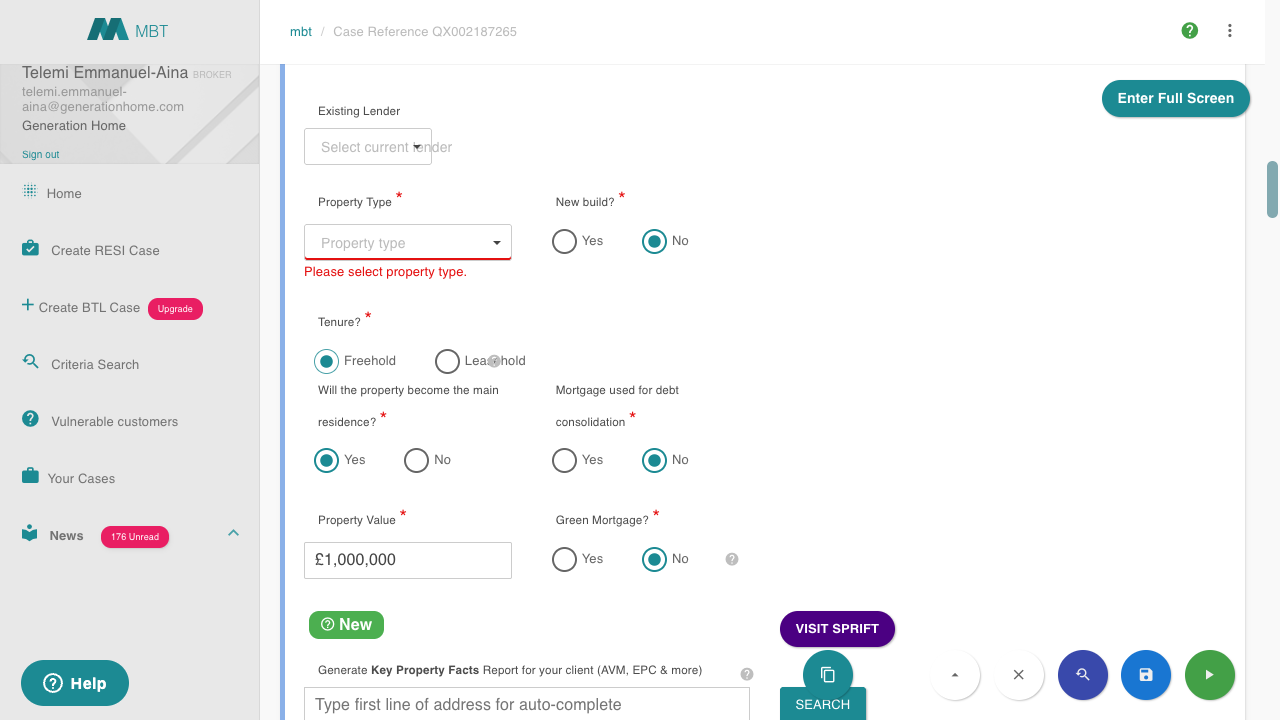 MBT
mbt / Case Reference QX002187265
Telemi Emmanuel-Aina BROKER
telemi.emmanuel-
aina@generationhome.com
Generation Home
Sign out
Home
Create RESI Case
Create BTL Case Upgrade
Criteria Search
Vulnerable customers
Your Cases
News 176 Unread
Help
Enter Full Screen
Existing Lender
Select current lender
Property Type * New build? *
Property type Yes No
Please select property type.
Tenure? *
Freehold Leasehold
Will the property become the main
residence? *
Mortgage used for debt
consolidation *
Yes No Yes No
Property Value * Green Mortgage? *
£1,000,000 Yes No
New
VISIT SPRIFT
Generate Key Property Facts Report for your client (AVM, EPC & more)
Type first line of address for auto-complete
SEARCH